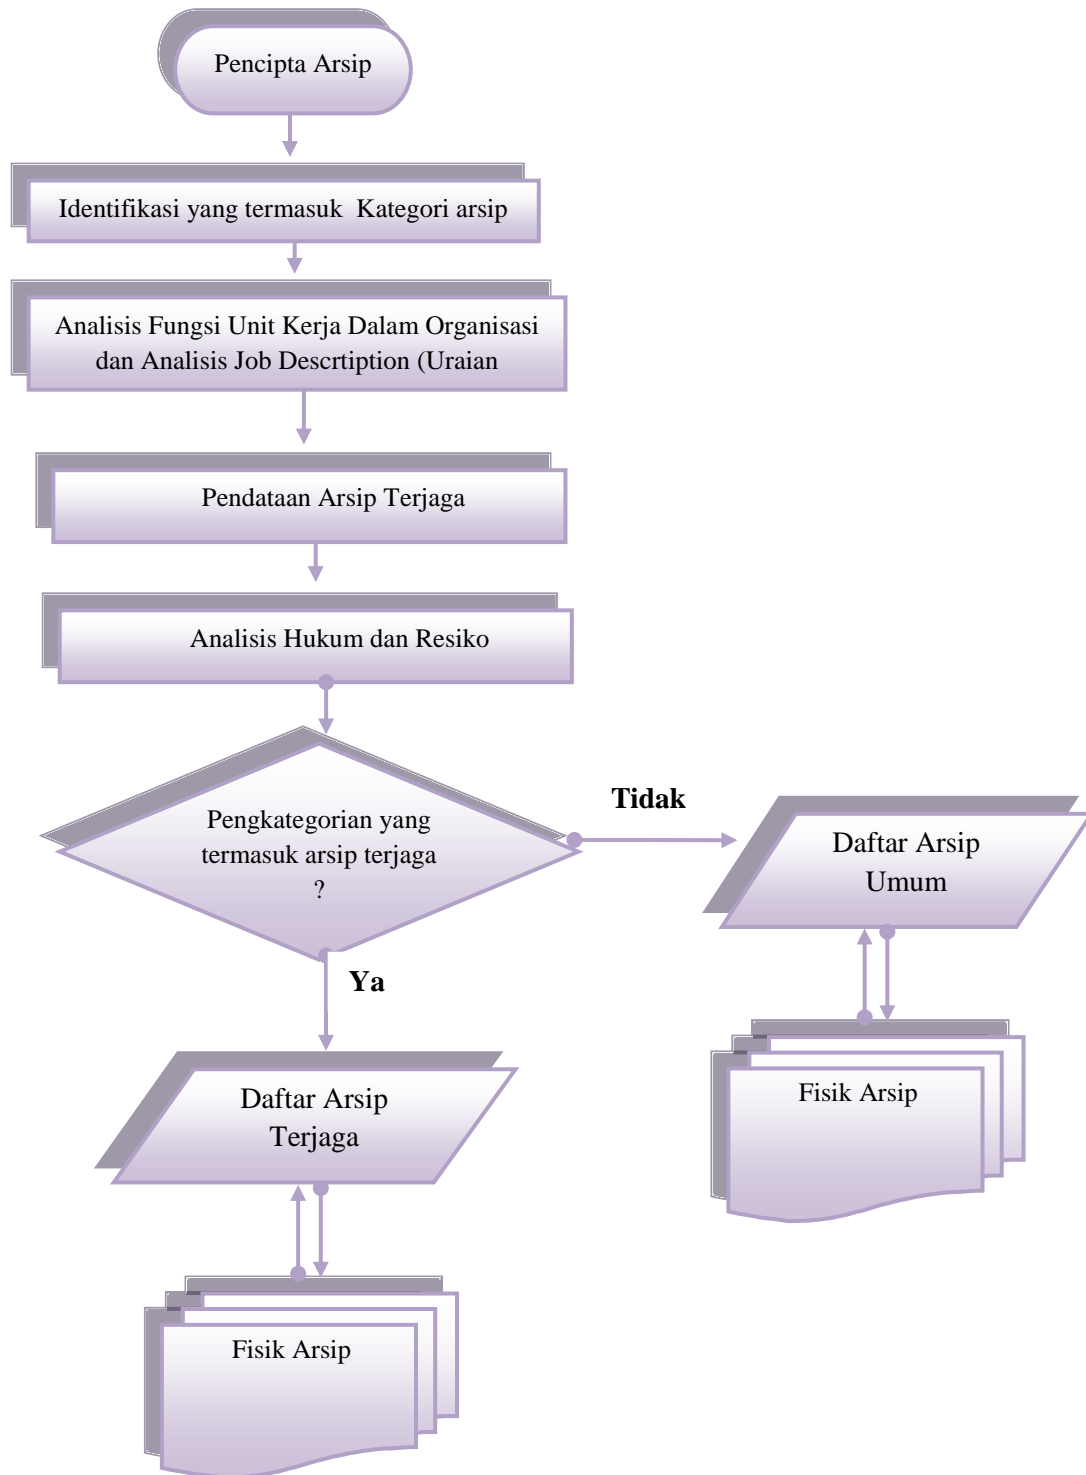 Pencipta Arsip
Identifikasi yang termasuk  Kategori arsip
Analisis Fungsi Unit Kerja Dalam Organisasi
dan Analisis Job Descrtiption (Uraian
Pendataan Arsip Terjaga
Analisis Hukum dan Resiko
Pengkategorian yang
termasuk arsip terjaga
?
Tidak
Daftar Arsip
Umum
Fisik Arsip
Ya
Daftar Arsip
Terjaga
Fisik Arsip